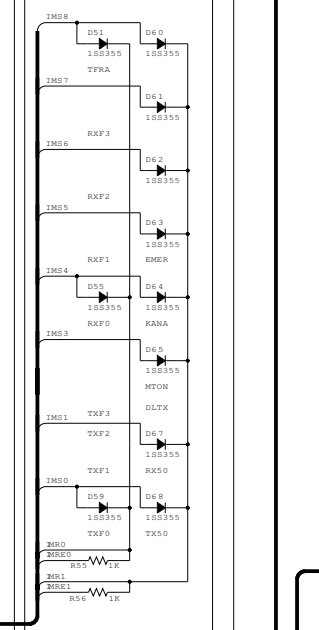 IMS8
D51 D60
1SS355 1SS355
TFRA
IMS7
D61
1SS355
RXF3
IMS6
D62
1SS355
RXF2
IMS5
D63
1SS355
RXF1 EMER
IMS4
D55 D64
1SS355 1SS355
RXF0 KANA
IMS3
D65
1SS355
MTON
DLTX
TXF3
IMS1
TXF2 D67
1SS355
TXF1 RX50
IMS0
D59 D68
1SS355 1SS355
TXF0 TX50
IMR0
IMRE0
R55 1K
IMR1
IMRE1
R56 1K